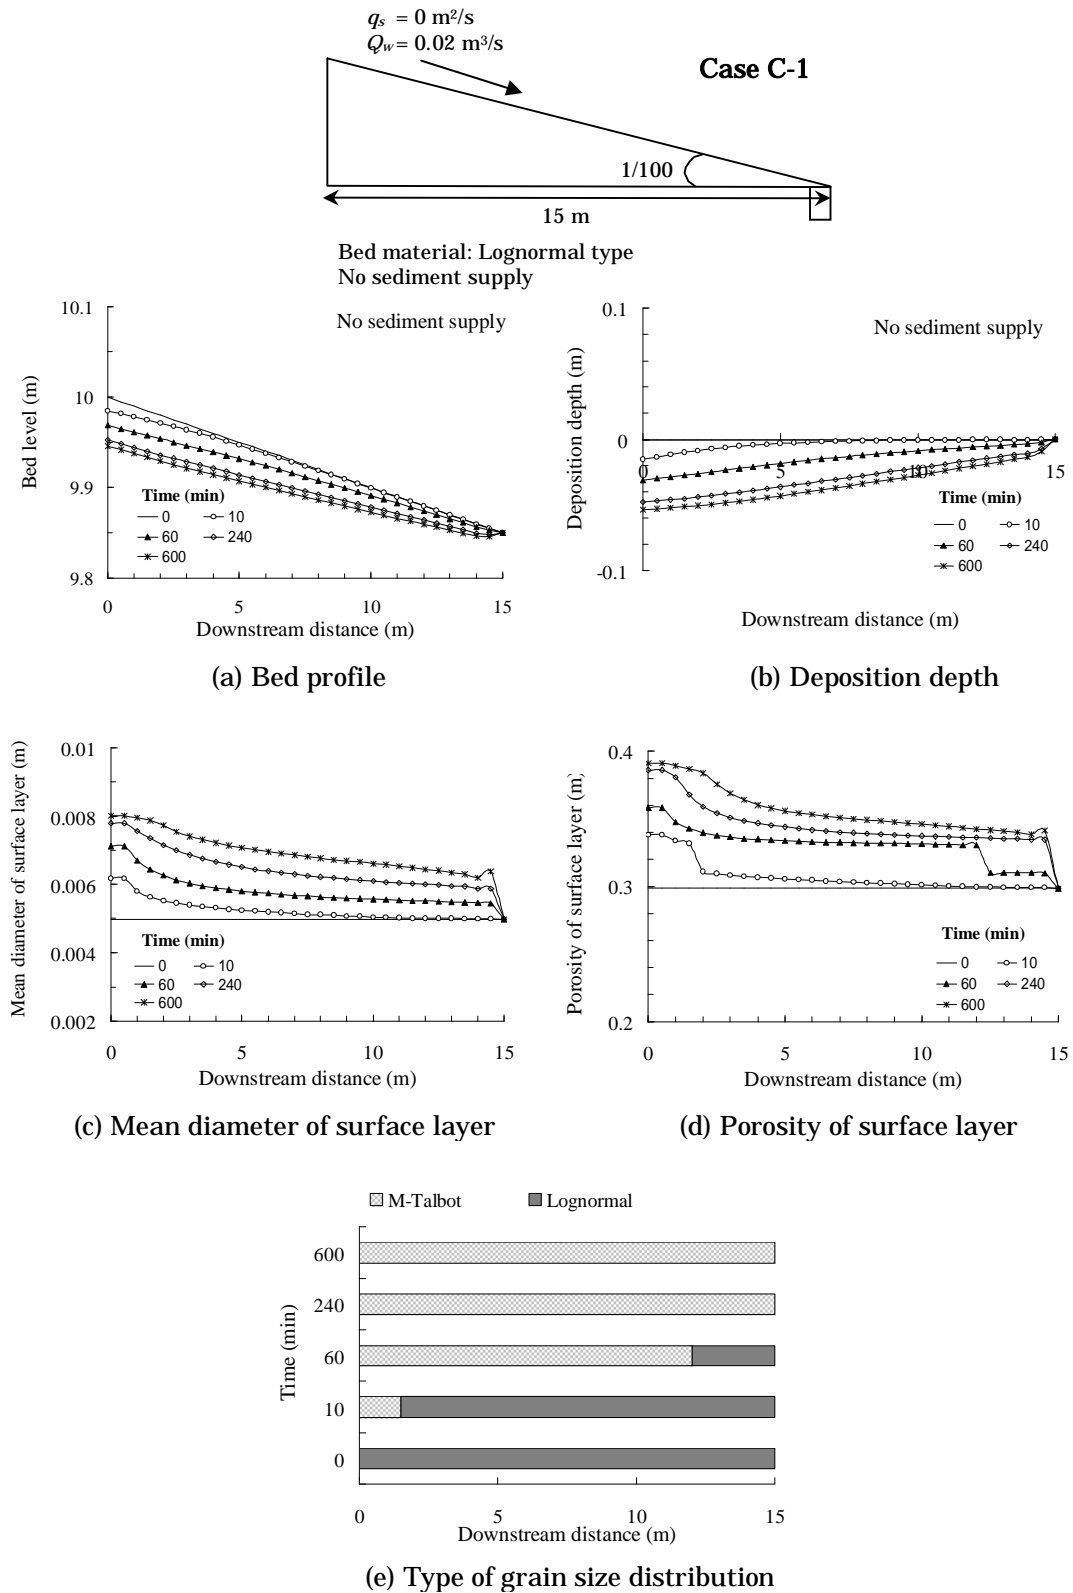 qs = 0 m²/s
Qw = 0.02 m³/s
Case C-1
1/100
15 m
Bed material: Lognormal type
No sediment supply
No sediment supply
Bed level (m)
10.1
10
9.9
9.8
Time (min)
0 10
60 240
600
0 5 10 15
Downstream distance (m)
(a) Bed profile
No sediment supply
Deposition depth (m)
0.1
0
-0.1
0 5 10 15
Time (min)
0 10
60 240
600
Downstream distance (m)
(b) Deposition depth
Mean diameter of surface layer (m)
0.01
0.008
0.006
0.004
0.002
Time (min)
0 10
60 240
600
0 5 10 15
Downstream distance (m)
(c) Mean diameter of surface layer
Porosity of surface layer (m)
0.4
0.3
0.2
Time (min)
0 10
60 240
600
0 5 10 15
Downstream distance (m)
(d) Porosity of surface layer
M-Talbot Lognormal
Time (min)
600
240
60
10
0
0 5 10 15
Downstream distance (m)
(e) Type of grain size distribution